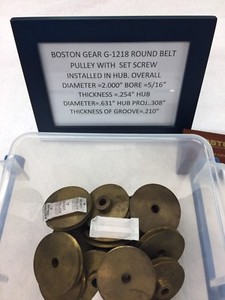 BOSTON GEAR G-1218 ROUND BELT
PULLEY WITH SET SCREW
INSTALLED IN HUB. OVERALL
DIAMETER =2.000" BORE =5/16"
THICKNESS =.254" HUB
DIAMETER=.631" HUB PROJ..308"
THICKNESS OF GROOVE=.210"